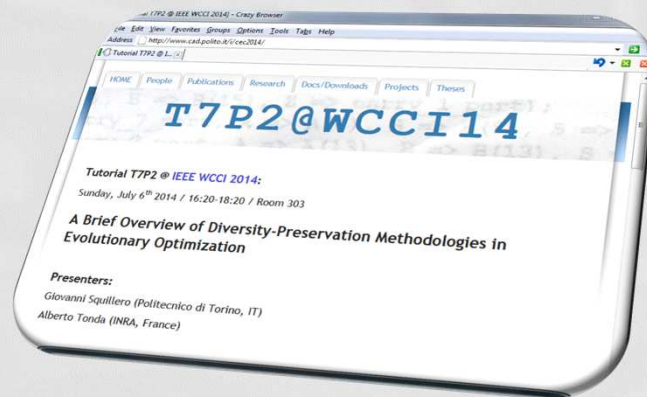 T7P2 @ IEEE WCCI 2014) - Crazy Browser
File Edit View Favorites Groups Options Tools Tabs Help
Address http://www.cad.polito.it/i/cec2014/
Tutorial T7P2 @ I...
HOME People Publications Research Docs/Downloads Projects Theses
T7P2@WCCI14
Tutorial T7P2 @ IEEE WCCI 2014:
Sunday, July 6th 2014 / 16:20-18:20 / Room 303
A Brief Overview of Diversity-Preservation Methodologies in
Evolutionary Optimization
Presenters:
Giovanni Squillero (Politecnico di Torino, IT)
Alberto Tonda (INRA, France)